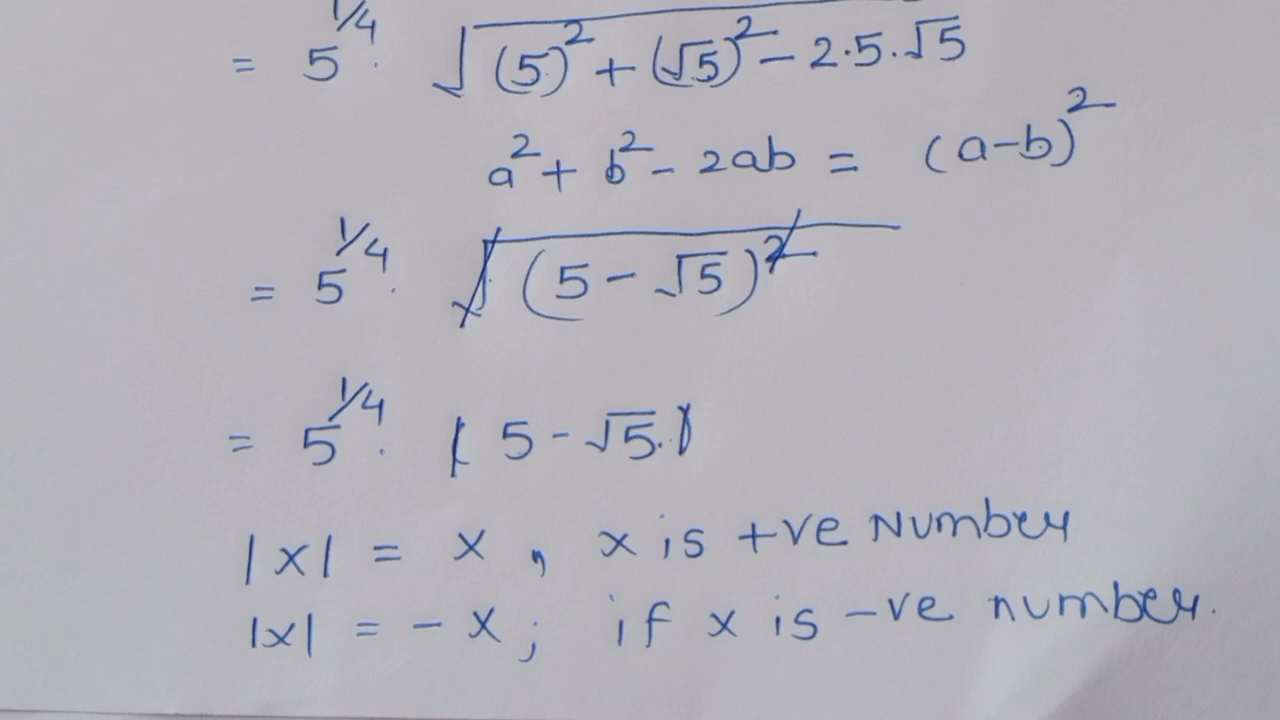 = 5^{1/4} · √((5)² + (√5)² - 2·5·√5)
a² + b² - 2ab = (a-b)²
= 5^{1/4} · √((5-√5)²)
= 5^{1/4} · |5-√5|
|x| = x , x is +ve Number
|x| = -x ; if x is -ve number.